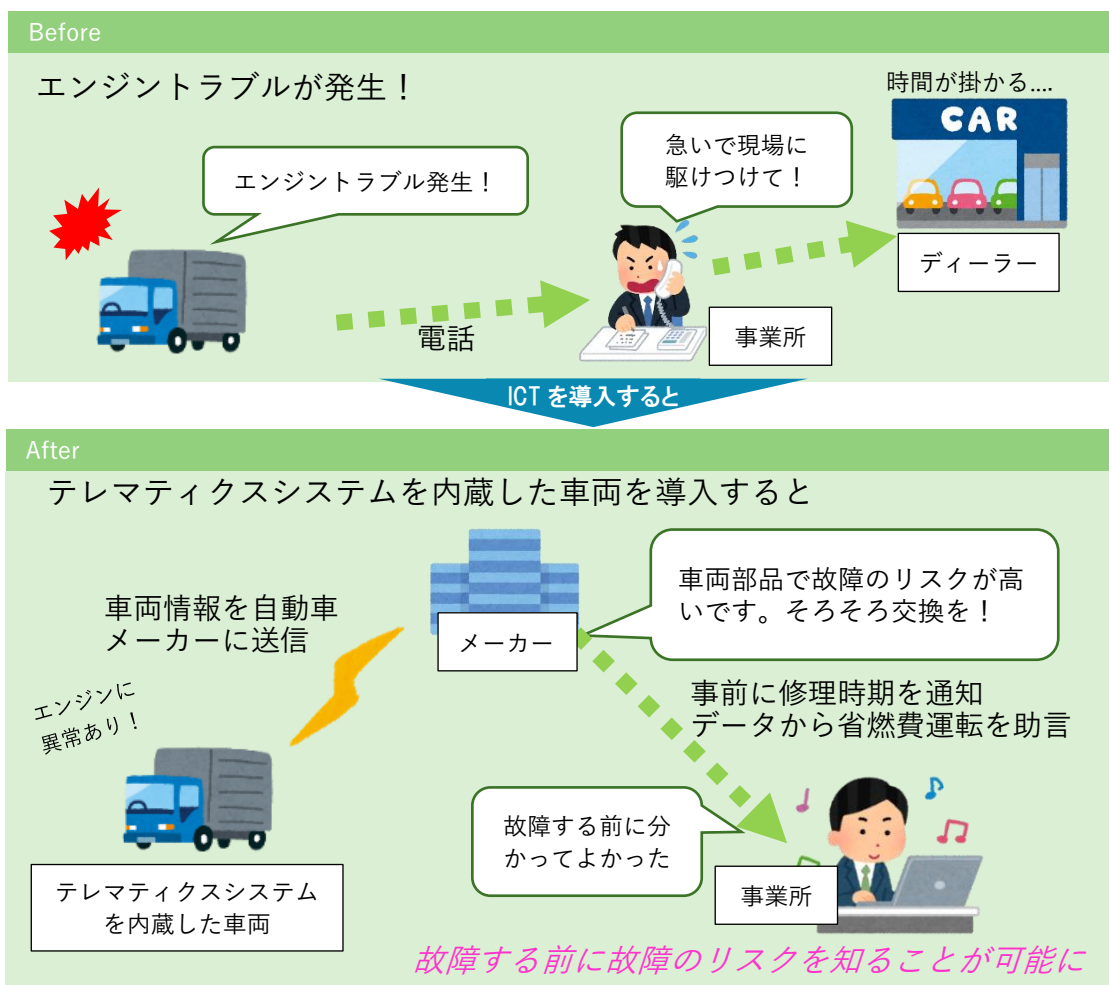 Before
エンジントラブルが発生！
時間が掛かる....
CAR
急いで現場に
駆けつけて！
エンジントラブル発生！
ディーラー
電話
事業所
ICTを導入すると
After
テレマティクスシステムを内蔵した車両を導入すると
車両部品で故障のリスクが高
いです。そろそろ交換を！
車両情報を自動車
メーカーに送信
メーカー
エンジンに
異常あり！
事前に修理時期を通知
データから省燃費運転を助言
故障する前に分
かってよかった
テレマティクスシステム
を内蔵した車両
事業所
故障する前に故障のリスクを知ることが可能に